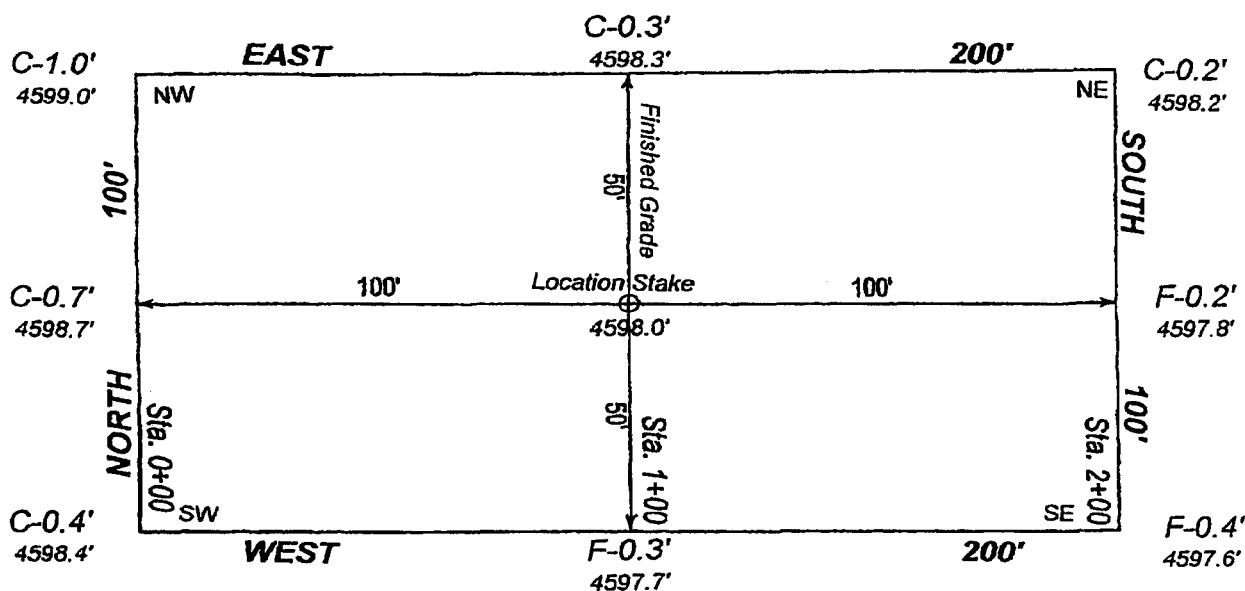 C-1.0'
4599.0'
EAST
C-0.3'
4598.3'
200'
C-0.2'
4598.2'
NW
NE
100'
Finished Grade
50'
SOUTH
C-0.7'
4598.7'
100'
Location Stake
4598.0'
100'
F-0.2'
4597.8'
NORTH
Sta. 0+00
50'
Sta. 1+00
Sta. 2+00
100'
C-0.4'
4598.4'
SW
WEST
F-0.3'
4597.7'
SE
200'
F-0.4'
4597.6'